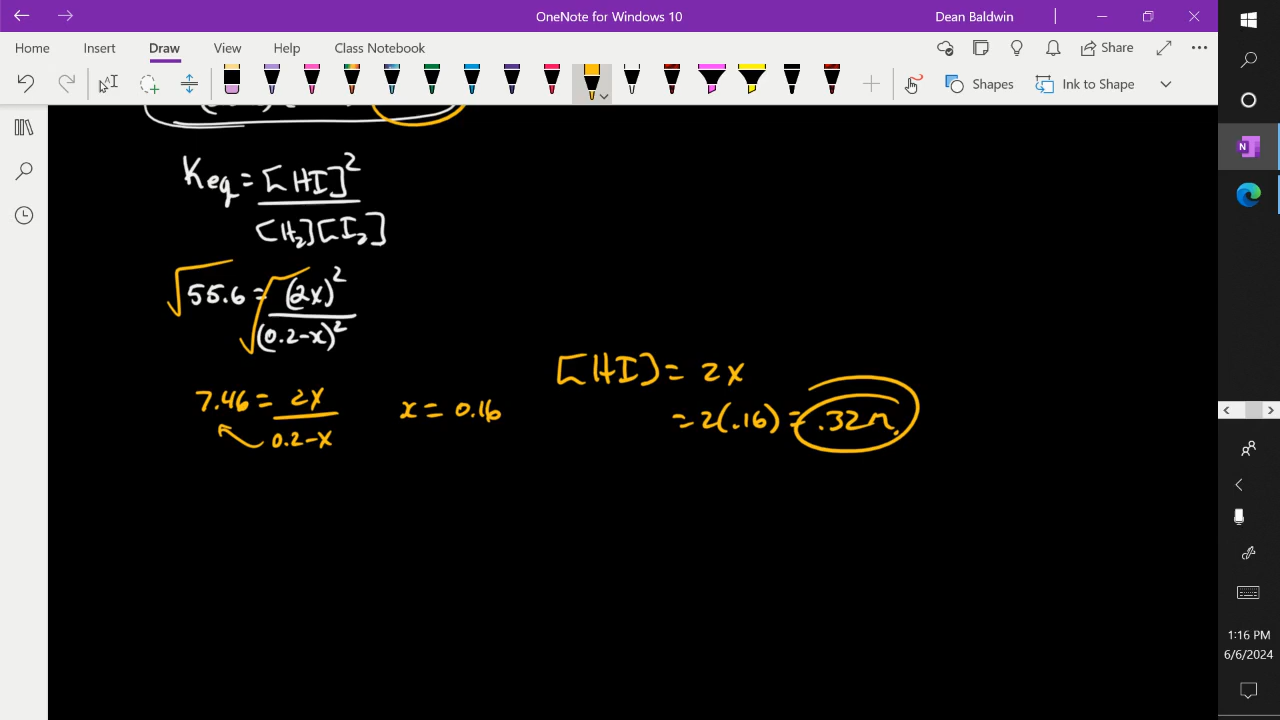 OneNote for Windows 10
Dean Baldwin
Home Insert Draw View Help Class Notebook
Share
Shapes
Ink to Shape
Keq = [HI]²
[H₂][I₂]
√55.6 = √(2x)²
(0.2-x)²
7.46 = 2x
0.2-x
x = 0.16
[HI] = 2x
= 2(.16) = .32M.
1:16 PM
6/6/2024